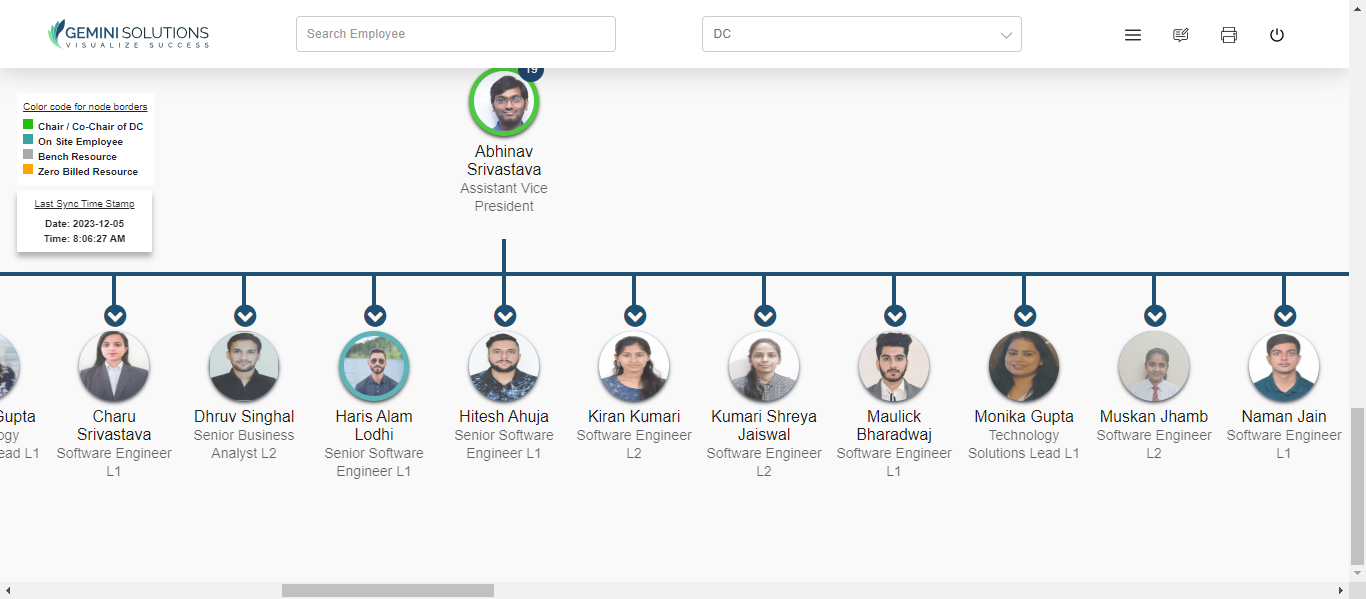 GEMINI SOLUTIONS
VISUALIZE SUCCESS
Search Employee
DC
19
Color code for node borders
Chair / Co-Chair of DC
On Site Employee
Bench Resource
Zero Billed Resource
Last Sync Time Stamp
Date: 2023-12-05
Time: 8:06:27 AM
Abhinav
Srivastava
Assistant Vice
President
Gupta
ead L1
Charu
Srivastava
Software Engineer
L1
Dhruv Singhal
Senior Business
Analyst L2
Haris Alam
Lodhi
Senior Software
Engineer L1
Hitesh Ahuja
Senior Software
Engineer L1
Kiran Kumari
Software Engineer
L2
Kumari Shreya
Jaiswal
Software Engineer
L2
Maulick
Bharadwaj
Software Engineer
L1
Monika Gupta
Technology
Solutions Lead L1
Muskan Jhamb
Software Engineer
L2
Naman Jain
Software Engineer
L1